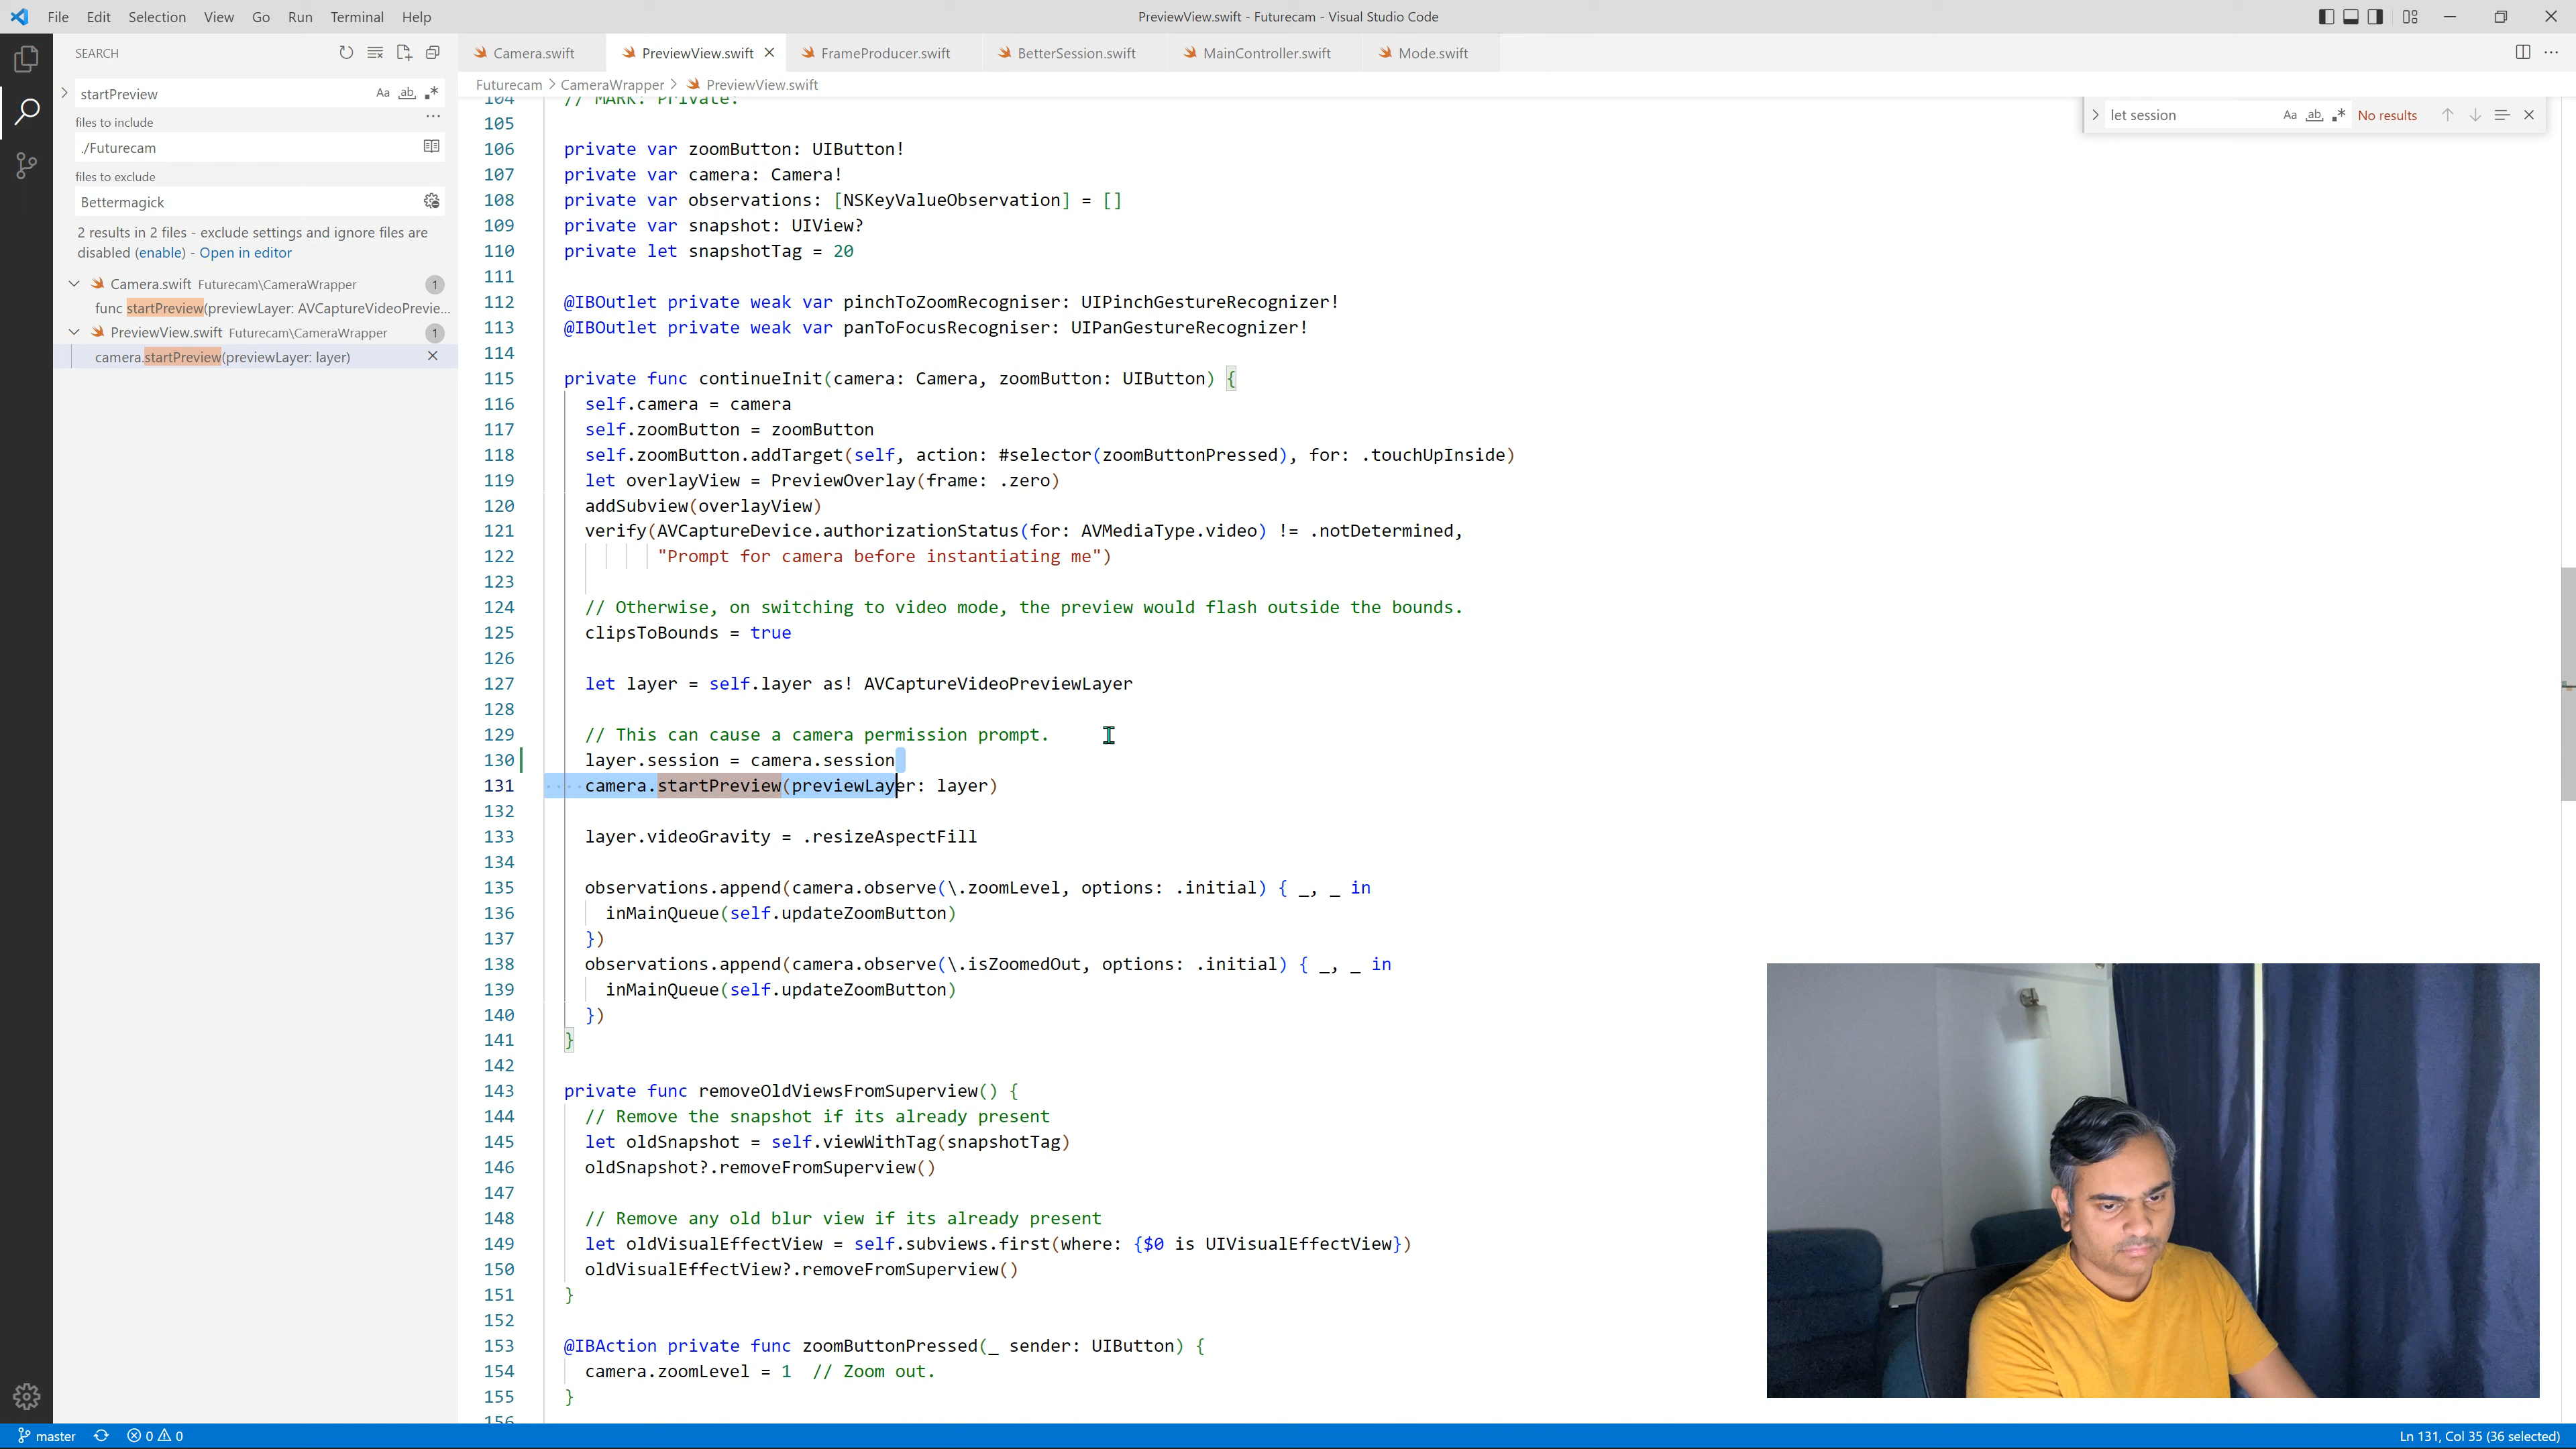 File Edit Selection View Go Run Terminal Help
PreviewView.swift - Futurecam - Visual Studio Code
SEARCH
startPreview
Aa ab .*
files to include
./Futurecam
files to exclude
Bettermagick
2 results in 2 files - exclude settings and ignore files are
disabled (enable) - Open in editor
Camera.swift Futurecam\CameraWrapper 1
func startPreview(previewLayer: AVCaptureVideoPrevie...
PreviewView.swift Futurecam\CameraWrapper 1
camera.startPreview(previewLayer: layer)
Camera.swift PreviewView.swift FrameProducer.swift BetterSession.swift MainController.swift Mode.swift
Futurecam > CameraWrapper > PreviewView.swift
let session Aa ab .* No results
104 // MARK: Private:
105
106 private var zoomButton: UIButton!
107 private var camera: Camera!
108 private var observations: [NSKeyValueObservation] = []
109 private var snapshot: UIView?
110 private let snapshotTag = 20
111
112 @IBOutlet private weak var pinchToZoomRecogniser: UIPinchGestureRecognizer!
113 @IBOutlet private weak var panToFocusRecogniser: UIPanGestureRecognizer!
114
115 private func continueInit(camera: Camera, zoomButton: UIButton) {
116 self.camera = camera
117 self.zoomButton = zoomButton
118 self.zoomButton.addTarget(self, action: #selector(zoomButtonPressed), for: .touchUpInside)
119 let overlayView = PreviewOverlay(frame: .zero)
120 addSubview(overlayView)
121 verify(AVCaptureDevice.authorizationStatus(for: AVMediaType.video) != .notDetermined,
122 "Prompt for camera before instantiating me")
123
124 // Otherwise, on switching to video mode, the preview would flash outside the bounds.
125 clipsToBounds = true
126
127 let layer = self.layer as! AVCaptureVideoPreviewLayer
128
129 // This can cause a camera permission prompt.
130 layer.session = camera.session
131 camera.startPreview(previewLayer: layer)
132
133 layer.videoGravity = .resizeAspectFill
134
135 observations.append(camera.observe(\.zoomLevel, options: .initial) { _, _ in
136 inMainQueue(self.updateZoomButton)
137 })
138 observations.append(camera.observe(\.isZoomedOut, options: .initial) { _, _ in
139 inMainQueue(self.updateZoomButton)
140 })
141 }
142
143 private func removeOldViewsFromSuperview() {
144 // Remove the snapshot if its already present
145 let oldSnapshot = self.viewWithTag(snapshotTag)
146 oldSnapshot?.removeFromSuperview()
147
148 // Remove any old blur view if its already present
149 let oldVisualEffectView = self.subviews.first(where: {$0 is UIVisualEffectView})
150 oldVisualEffectView?.removeFromSuperview()
151 }
152
153 @IBAction private func zoomButtonPressed(_ sender: UIButton) {
154 camera.zoomLevel = 1 // Zoom out.
155 }
156
master 0 0
Ln 131, Col 35 (36 selected)